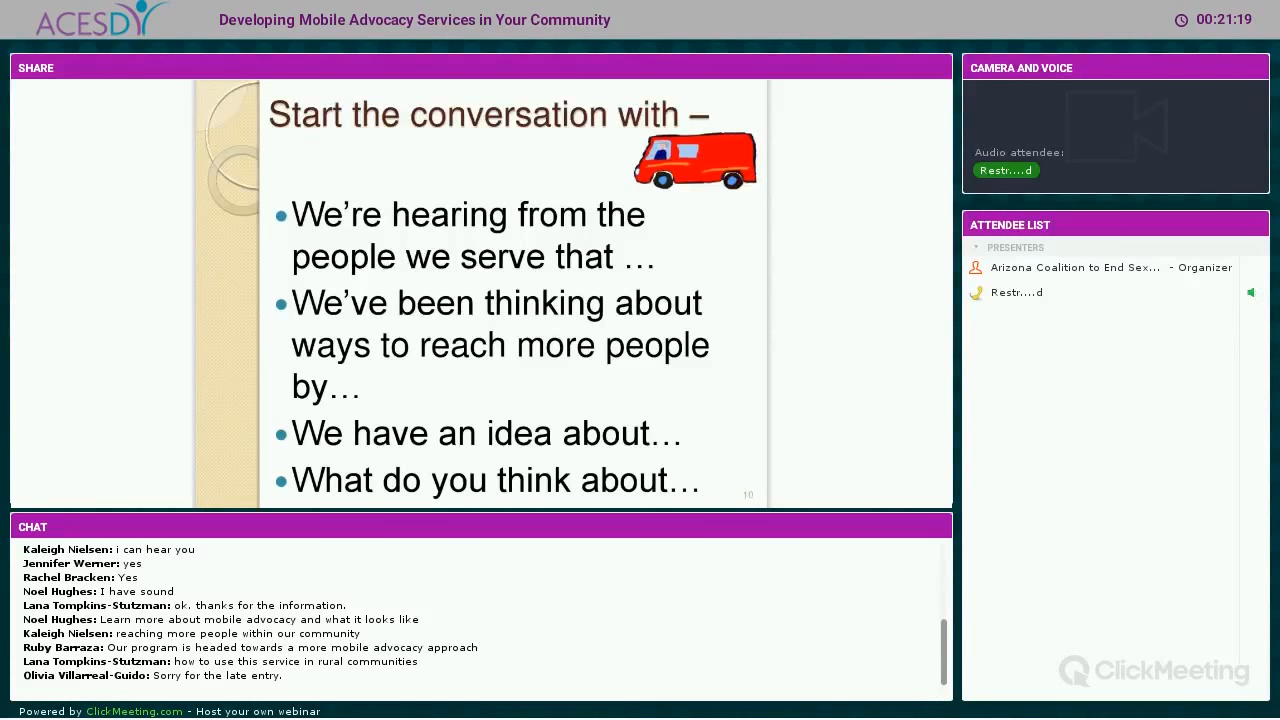 ACESDV
Developing Mobile Advocacy Services in Your Community
00:21:19
SHARE
Start the conversation with –
•We’re hearing from the
people we serve that …
•We’ve been thinking about
ways to reach more people
by…
•We have an idea about…
•What do you think about…
10
CAMERA AND VOICE
Audio attendee:
Restr....d
ATTENDEE LIST
PRESENTERS
Arizona Coalition to End Sex... - Organizer
Restr....d
CHAT
Kaleigh Nielsen: i can hear you
Jennifer Werner: yes
Rachel Bracken: Yes
Noel Hughes: I have sound
Lana Tompkins-Stutzman: ok. thanks for the information.
Noel Hughes: Learn more about mobile advocacy and what it looks like
Kaleigh Nielsen: reaching more people within our community
Ruby Barraza: Our program is headed towards a more mobile advocacy approach
Lana Tompkins-Stutzman: how to use this service in rural communities
Olivia Villarreal-Guido: Sorry for the late entry.
ClickMeeting
Powered by ClickMeeting.com - Host your own webinar